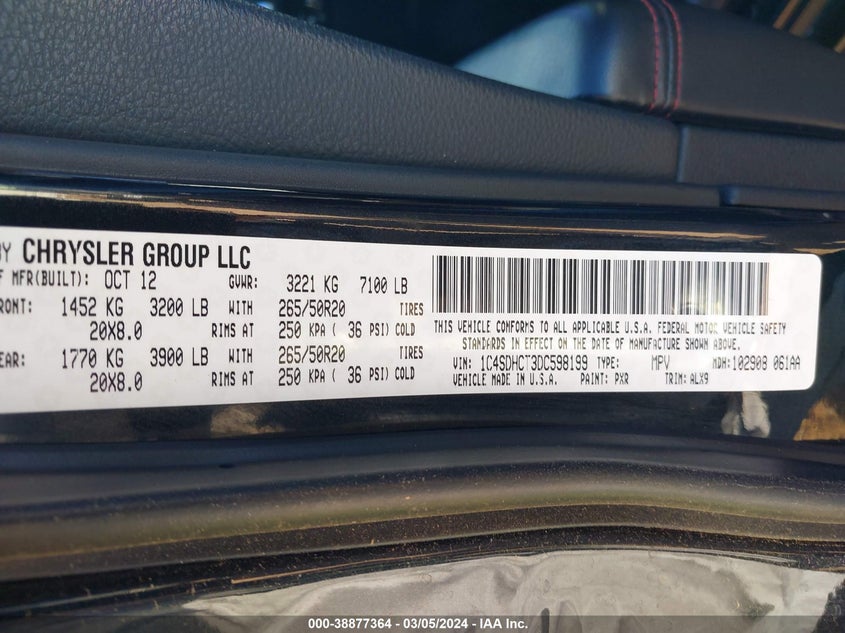 BY CHRYSLER GROUP LLC
F MFR(BUILT): OCT 12 GVWR: 3221 KG 7100 LB
FRONT: 1452 KG 3200 LB WITH 265/50R20 TIRES
20X8.0 RIMS AT 250 KPA ( 36 PSI) COLD
EAR: 1770 KG 3900 LB WITH 265/50R20 TIRES
20X8.0 RIMS AT 250 KPA ( 36 PSI) COLD
THIS VEHICLE CONFORMS TO ALL APPLICABLE U.S.A. FEDERAL MOTOR VEHICLE SAFETY
STANDARDS IN EFFECT ON THE DATE OF MANUFACTURE SHOWN ABOVE.
VIN: 1C4SDHCT3DC598199 TYPE: MPV MDH: 102908 061AA
VEHICLE MADE IN U.S.A. PAINT: PXR TRIM: ALX9
000-38877364 - 03/05/2024 - IAA Inc.